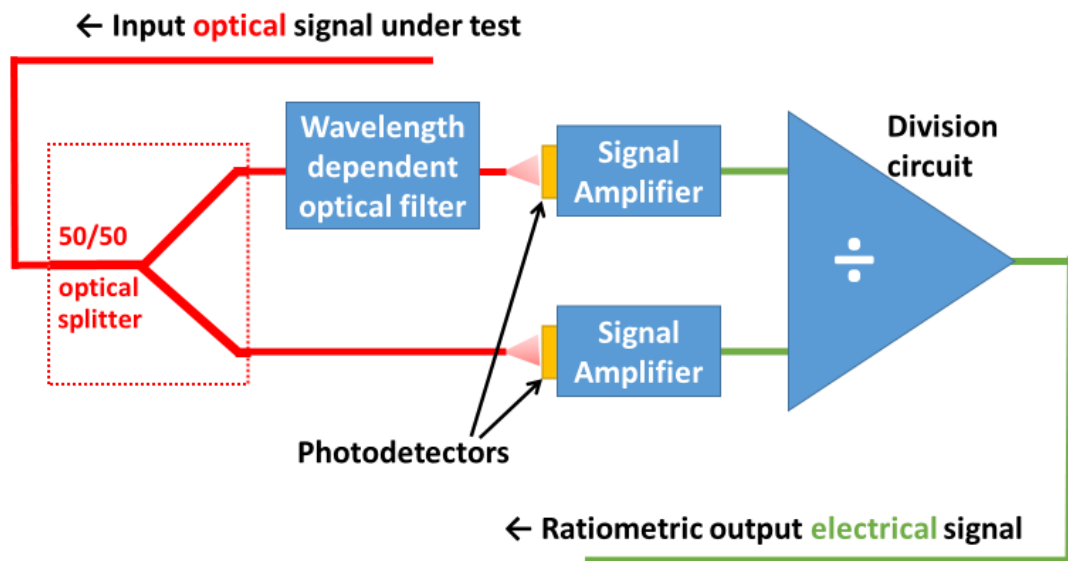 ← Input optical signal under test
Wavelength
dependent
optical filter
Signal
Amplifier
Division
circuit
50/50
optical
splitter
÷
Signal
Amplifier
Photodetectors
← Ratiometric output electrical signal